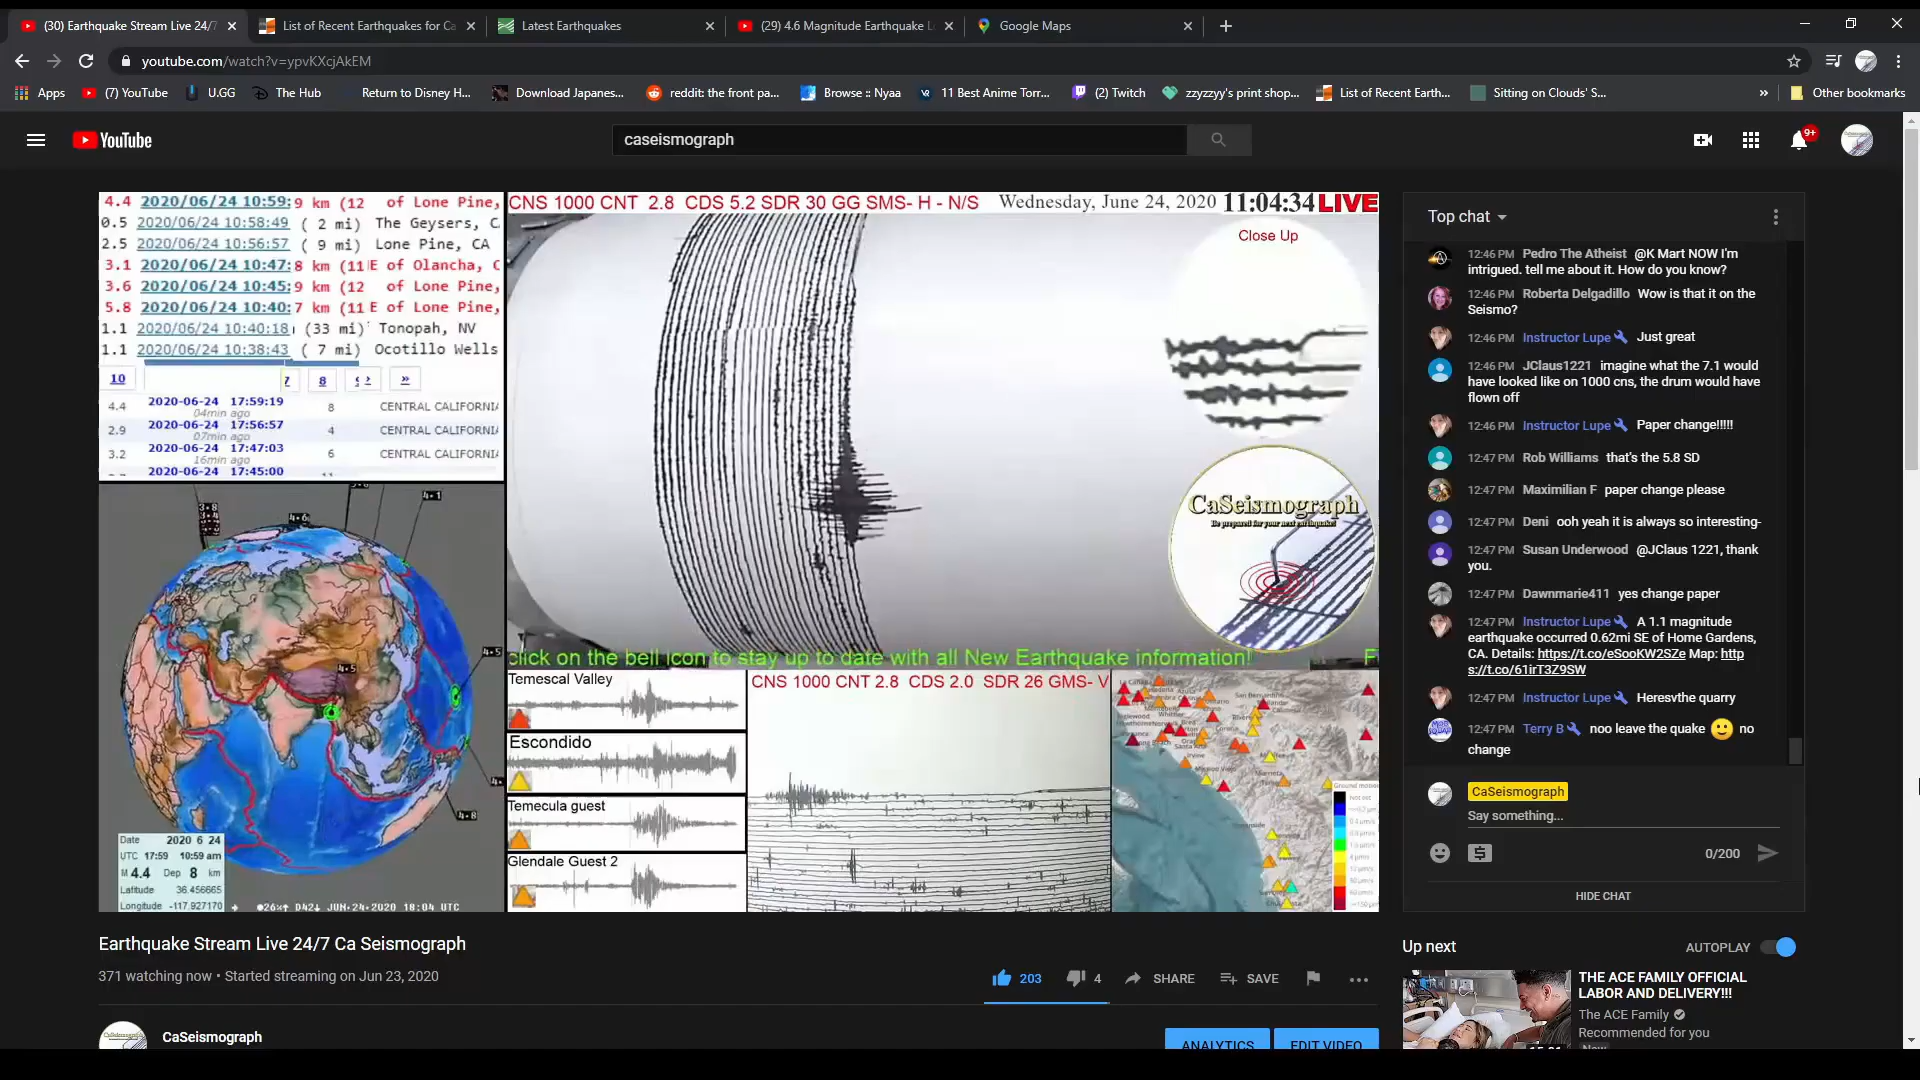 (30) Earthquake Stream Live 24/7
List of Recent Earthquakes for Ca
Latest Earthquakes
(29) 4.6 Magnitude Earthquake L
Google Maps
youtube.com/watch?v=ypvKXcjAkEM
Apps
(7) YouTube
U.GG
The Hub
Return to Disney H...
Download Japanes...
reddit: the front pa...
Browse :: Nyaa
11 Best Anime Torr...
(2) Twitch
zzyzzyy's print shop...
List of Recent Earth...
Sitting on Clouds' S...
»
Other bookmarks
YouTube
caseismograph
9+
4.4 2020/06/24 10:59: 9 km (12 of Lone Pine,
0.5 2020/06/24 10:58:49 ( 2 mi) The Geysers, C
2.5 2020/06/24 10:56:57 ( 9 mi) Lone Pine, CA
3.1 2020/06/24 10:47: 8 km (11 E of Olancha, C
3.6 2020/06/24 10:45: 9 km (12 of Lone Pine,
5.8 2020/06/24 10:40: 7 km (11 E of Lone Pine,
1.1 2020/06/24 10:40:18 (33 mi) Tonopah, NV
1.1 2020/06/24 10:38:43 ( 7 mi) Ocotillo Wells
10 7 8 › »
4.4 2020-06-24 17:59:19 8 CENTRAL CALIFORNIA
04min ago
2.9 2020-06-24 17:56:57 4 CENTRAL CALIFORNIA
07min ago
3.2 2020-06-24 17:47:03 6 CENTRAL CALIFORNIA
16min ago
2020-06-24 17:45:00
CNS 1000 CNT 2.8 CDS 5.2 SDR 30 GG SMS- H - N/S
Wednesday, June 24, 2020 11:04:34 LIVE
Close Up
CaSeismograph
Be prepared for your next earthquake!
click on the bell icon to stay up to date with all New Earthquake information! F
4.1
4.6
4.5
4.5
4.8
Date 2020 6 24
UTC 17:59 10:59 am
M 4.4 Dep 8 km
Latitude 36.456665
Longitude -117.927170
D42 JUN-24-2020 18:04 UTC
Temescal Valley
Escondido
Temecula guest
Glendale Guest 2
CNS 1000 CNT 2.8 CDS 2.0 SDR 26 GMS- V
Top chat
12:46 PM Pedro The Atheist @K Mart NOW I'm
intrigued. tell me about it. How do you know?
12:46 PM Roberta Delgadillo Wow is that it on the
Seismo?
12:46 PM Instructor Lupe Just great
12:46 PM JClaus1221 imagine what the 7.1 would
have looked like on 1000 cns, the drum would have
flown off
12:46 PM Instructor Lupe Paper change!!!!!
12:47 PM Rob Williams that's the 5.8 SD
12:47 PM Maximilian F paper change please
12:47 PM Deni ooh yeah it is always so interesting-
12:47 PM Susan Underwood @JClaus 1221, thank
you.
12:47 PM Dawnmarie411 yes change paper
12:47 PM Instructor Lupe A 1.1 magnitude
earthquake occurred 0.62mi SE of Home Gardens,
CA. Details: https://t.co/eSooKW2SZe Map: http
s://t.co/61irT3Z9SW
12:47 PM Instructor Lupe Heresvthe quarry
12:47 PM Terry B noo leave the quake 🙂 no
change
CaSeismograph
Say something...
0/200
HIDE CHAT
Earthquake Stream Live 24/7 Ca Seismograph
371 watching now • Started streaming on Jun 23, 2020
203
4
SHARE
SAVE
CaSeismograph
ANALYTICS
EDIT VIDEO
Up next
AUTOPLAY
THE ACE FAMILY OFFICIAL
LABOR AND DELIVERY!!!
The ACE Family
Recommended for you
New